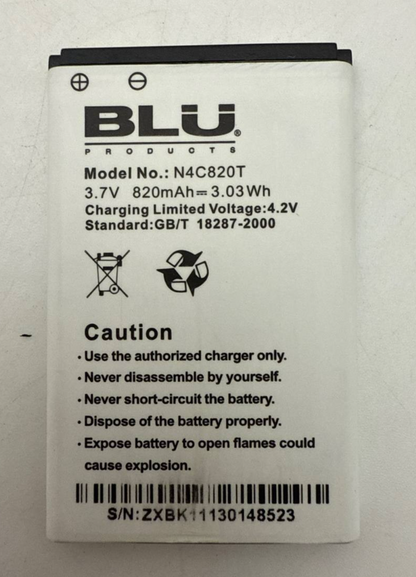 ⊕ ⊖
BLU®
PRODUCTS
Model No.: N4C820T
3.7V 820mAh⎓3.03Wh
Charging Limited Voltage:4.2V
Standard:GB/T 18287-2000
Caution
· Use the authorized charger only.
· Never disassemble by yourself.
· Never short-circuit the battery.
· Dispose of the battery properly.
· Expose battery to open flames could
cause explosion.
S/N:ZXBK11130148523